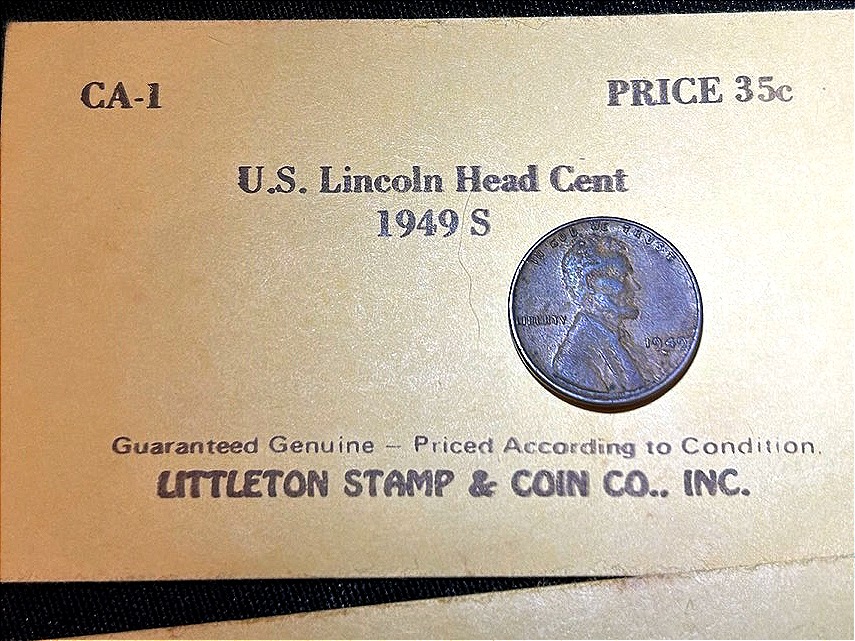 CA-1 PRICE 35c
U.S. Lincoln Head Cent
1949 S
IN GOD WE TRUST
LIBERTY
1949
Guaranteed Genuine – Priced According to Condition.
LITTLETON STAMP & COIN CO., INC.